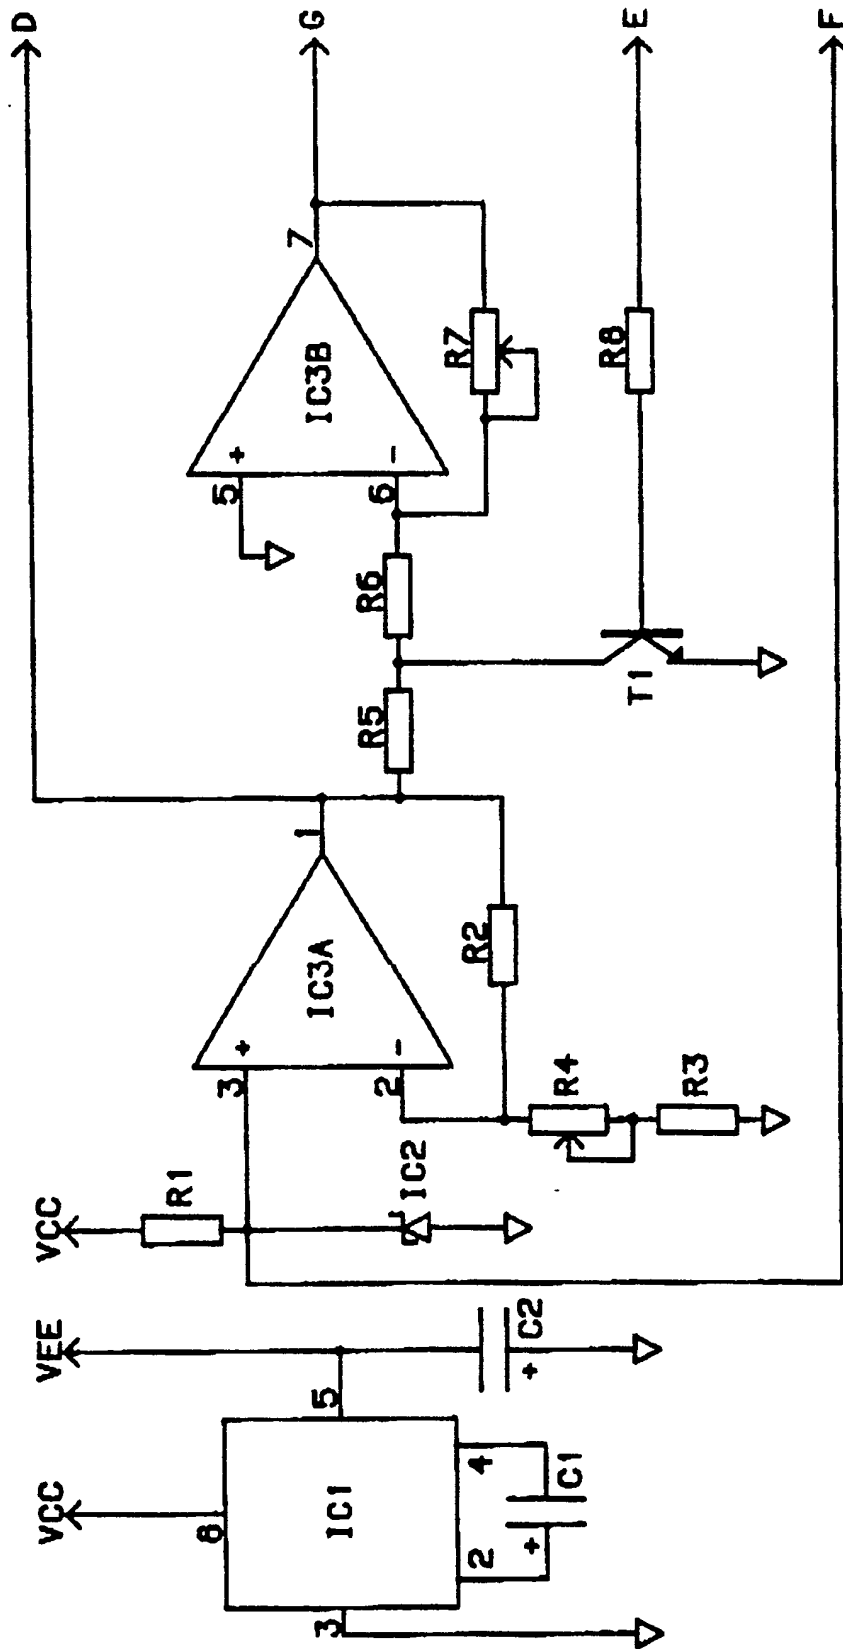 D
VCC
VEE
VCC
R1
8
3
+
5
+
1
7
G
3
IC1
5
IC3A
IC3B
2
-
6
-
R5
R6
IC2
R7
2
4
R2
+
C1
+
C2
R4
R8
E
T1
R3
F